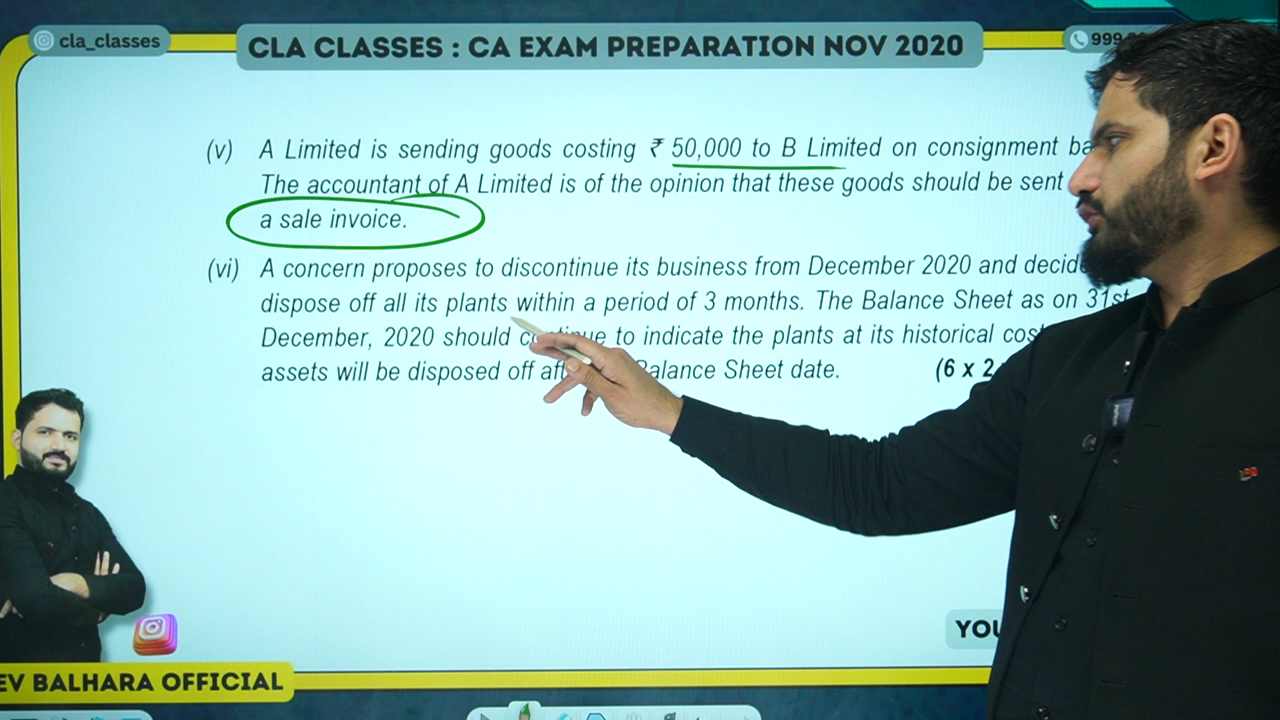 cla_classes
CLA CLASSES : CA EXAM PREPARATION NOV 2020
999
(v) A Limited is sending goods costing ₹ 50,000 to B Limited on consignment
The accountant of A Limited is of the opinion that these goods should be sent
a sale invoice.
(vi) A concern proposes to discontinue its business from December 2020 and
dispose off all its plants within a period of 3 months. The Balance Sheet as on 31st
December, 2020 should to indicate the plants at its historical
assets will be disposed off Balance Sheet date. (6 x 2
YOU
EV BALHARA OFFICIAL